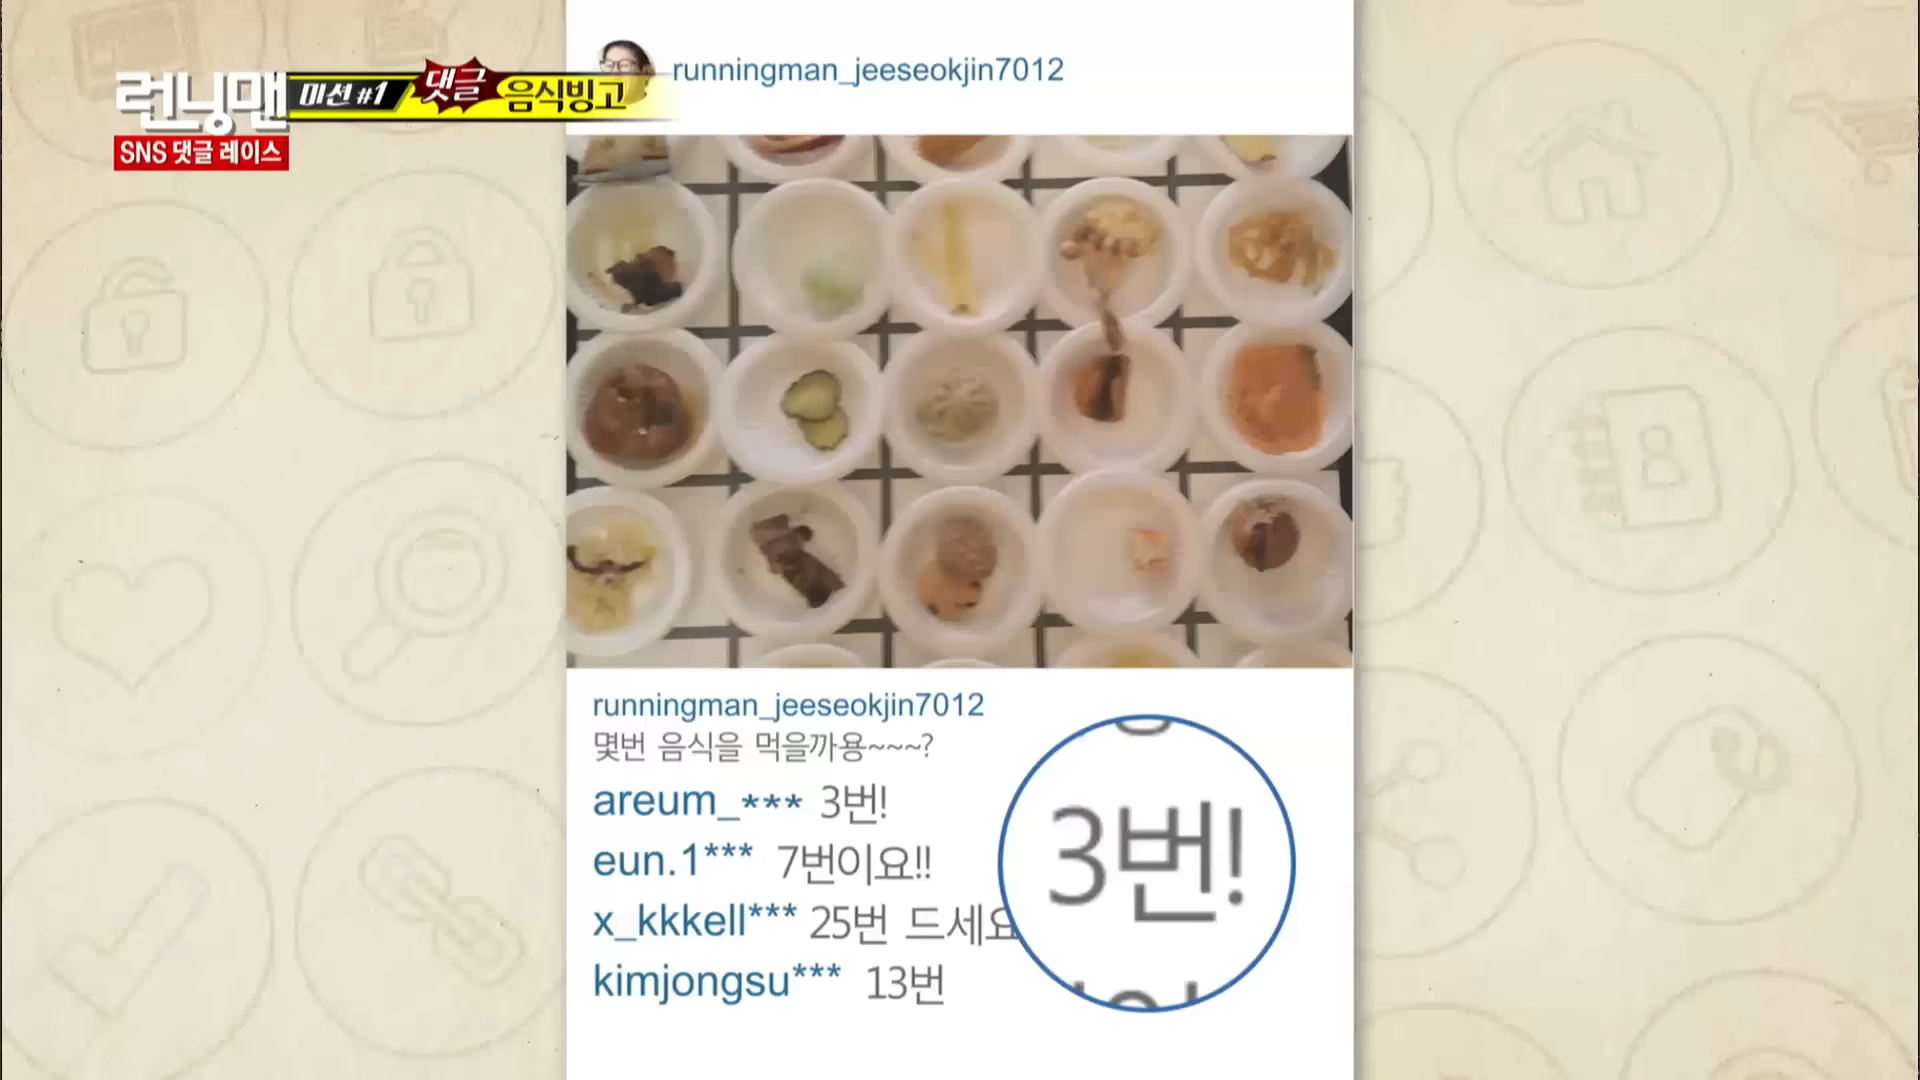 runningman_jeeseokjin7012
런닝맨 미션 #1 댓글 음식빙고
SNS 댓글 레이스
runningman_jeeseokjin7012
몇번 음식을 먹을까용~~~?
areum_*** 3번!
eun.1*** 7번이요!!
x_kkkell*** 25번 드세요
kimjongsu*** 13번
3번!